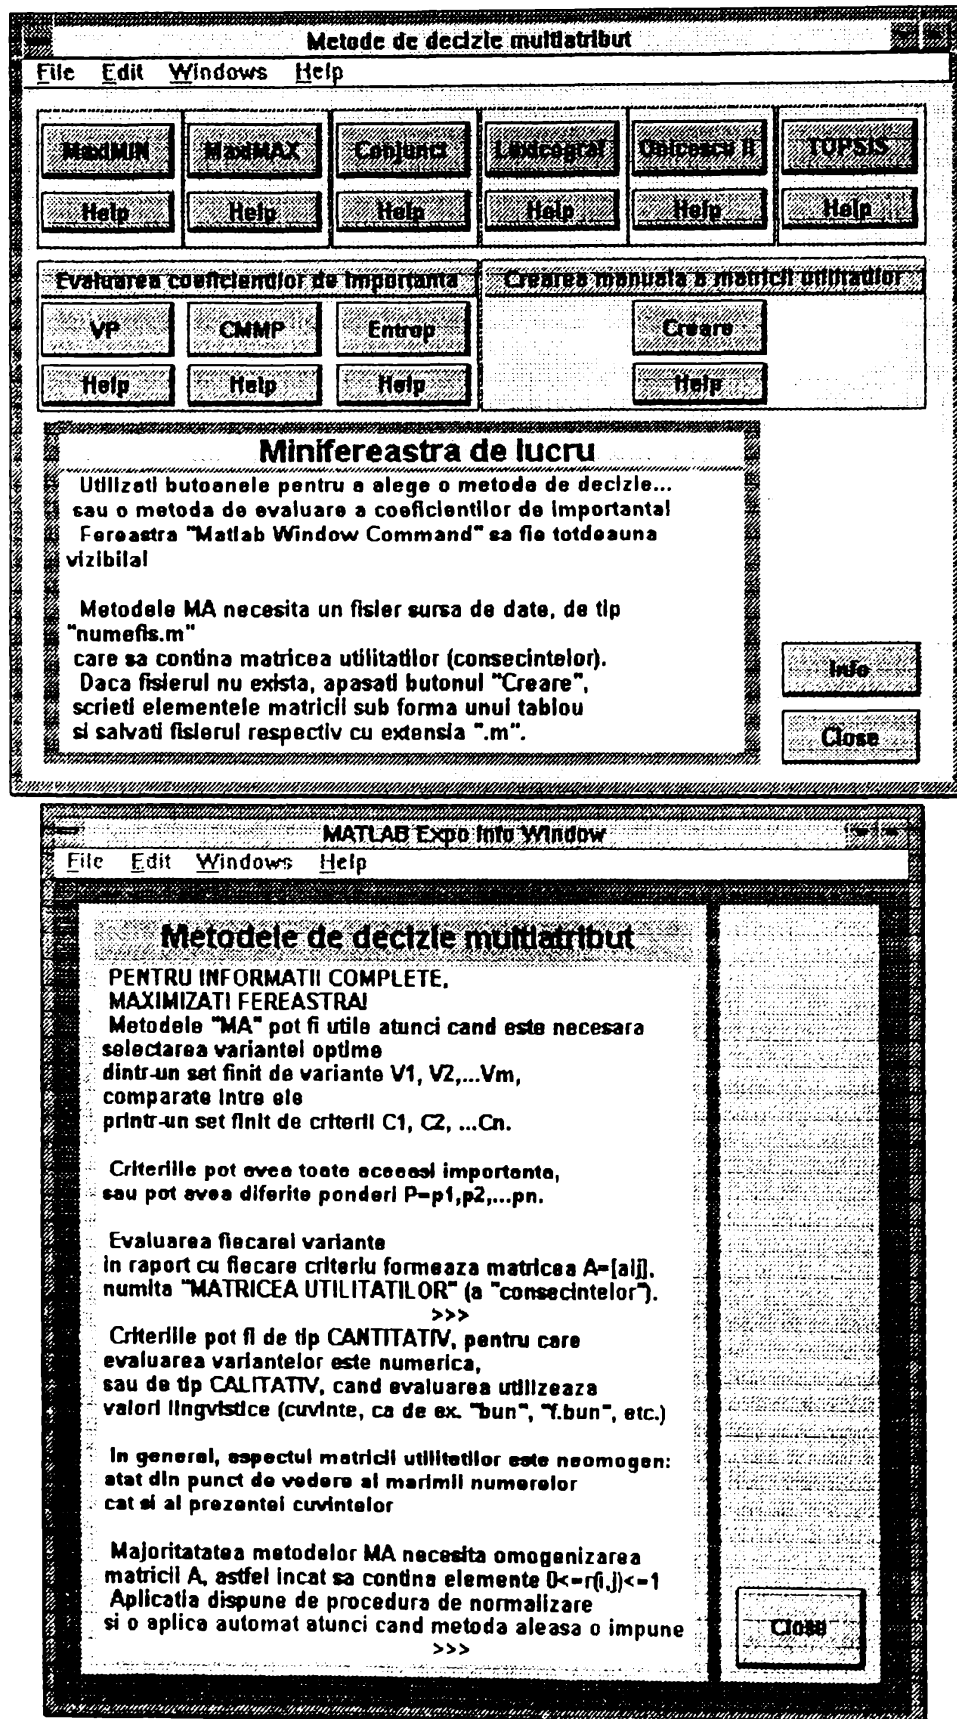 Metode de decizie multiatribut
File Edit Windows Help
MaxiMIN MaxiMAX Conjunct Lexicograf Onicescu II TOPSIS
Help Help Help Help Help Help
Evaluarea coeficientilor de importanta Crearea manuala a matricii utilitatilor
VP CMMP Entrop Creare
Help Help Help Help
Minifereastra de lucru
Utilizati butoanele pentru a alege o metoda de decizie...
sau o metoda de evaluare a coeficientilor de importanta!
Fereastra "Matlab Window Command" sa fie totdeauna
vizibila!
Metodele MA necesita un fisier sursa de date, de tip
"numefis.m"
care sa contina matricea utilitatilor (consecintelor).
Daca fisierul nu exista, apasati butonul "Creare",
scrieti elementele matricii sub forma unui tablou
si salvati fisierul respectiv cu extensia ".m".
Info
Close
MATLAB Expo Info Window
File Edit Windows Help
Metodele de decizie multiatribut
PENTRU INFORMATII COMPLETE,
MAXIMIZATI FEREASTRA!
Metodele "MA" pot fi utile atunci cand este necesara
selectarea variantei optime
dintr-un set finit de variante V1, V2,...Vm,
comparate intre ele
printr-un set finit de criterii C1, C2, ...Cn.
Criteriile pot avea toate aceeasi importanta,
sau pot avea diferite ponderi P=p1,p2,...pn.
Evaluarea fiecarei variante
in raport cu fiecare criteriu formeaza matricea A=[aij],
numita "MATRICEA UTILITATILOR" (a "consecintelor").
>>>
Criteriile pot fi de tip CANTITATIV, pentru care
evaluarea variantelor este numerica,
sau de tip CALITATIV, cand evaluarea utilizeaza
valori lingvistice (cuvinte, ca de ex. "bun", "f.bun", etc.)
In general, aspectul matricii utilitatilor este neomogen:
atat din punct de vedere al marimii numerelor
cat si al prezentei cuvintelor
Majoritatatea metodelor MA necesita omogenizarea
matricii A, astfel incat sa contina elemente 0<=r(i,j)<=1
Aplicatia dispune de procedura de normalizare
si o aplica automat atunci cand metoda aleasa o impune
>>>
Close